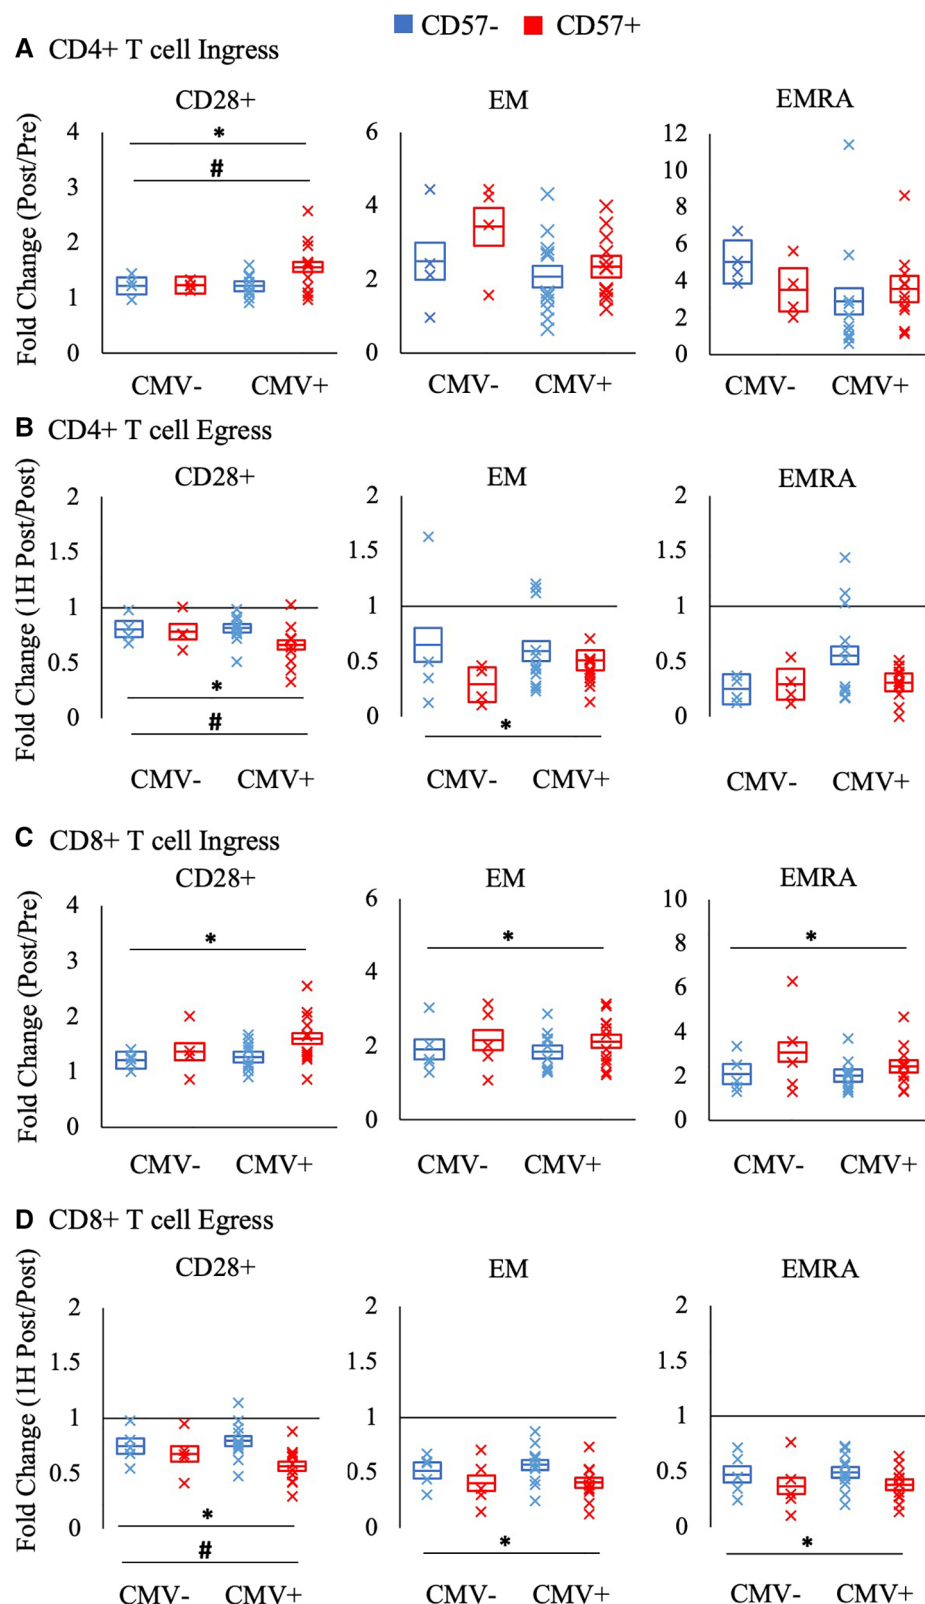 CD57- CD57+
A CD4+ T cell Ingress
CD28+ EM EMRA
Fold Change (Post/Pre)
4 3 2 1 0
*
#
6 4 2 0
12 10 8 6 4 2 0
CMV- CMV+ CMV- CMV+ CMV- CMV+
B CD4+ T cell Egress
CD28+ EM EMRA
Fold Change (1H Post/Post)
2 1.5 1 0.5 0
*
#
2 1.5 1 0.5 0
*
2 1.5 1 0.5 0
CMV- CMV+ CMV- CMV+ CMV- CMV+
C CD8+ T cell Ingress
CD28+ EM EMRA
Fold Change (Post/Pre)
4 3 2 1 0
*
6 4 2 0
*
10 8 6 4 2 0
*
CMV- CMV+ CMV- CMV+ CMV- CMV+
D CD8+ T cell Egress
CD28+ EM EMRA
Fold Change (1H Post/Post)
2 1.5 1 0.5 0
*
#
2 1.5 1 0.5 0
*
2 1.5 1 0.5 0
*
CMV- CMV+ CMV- CMV+ CMV- CMV+